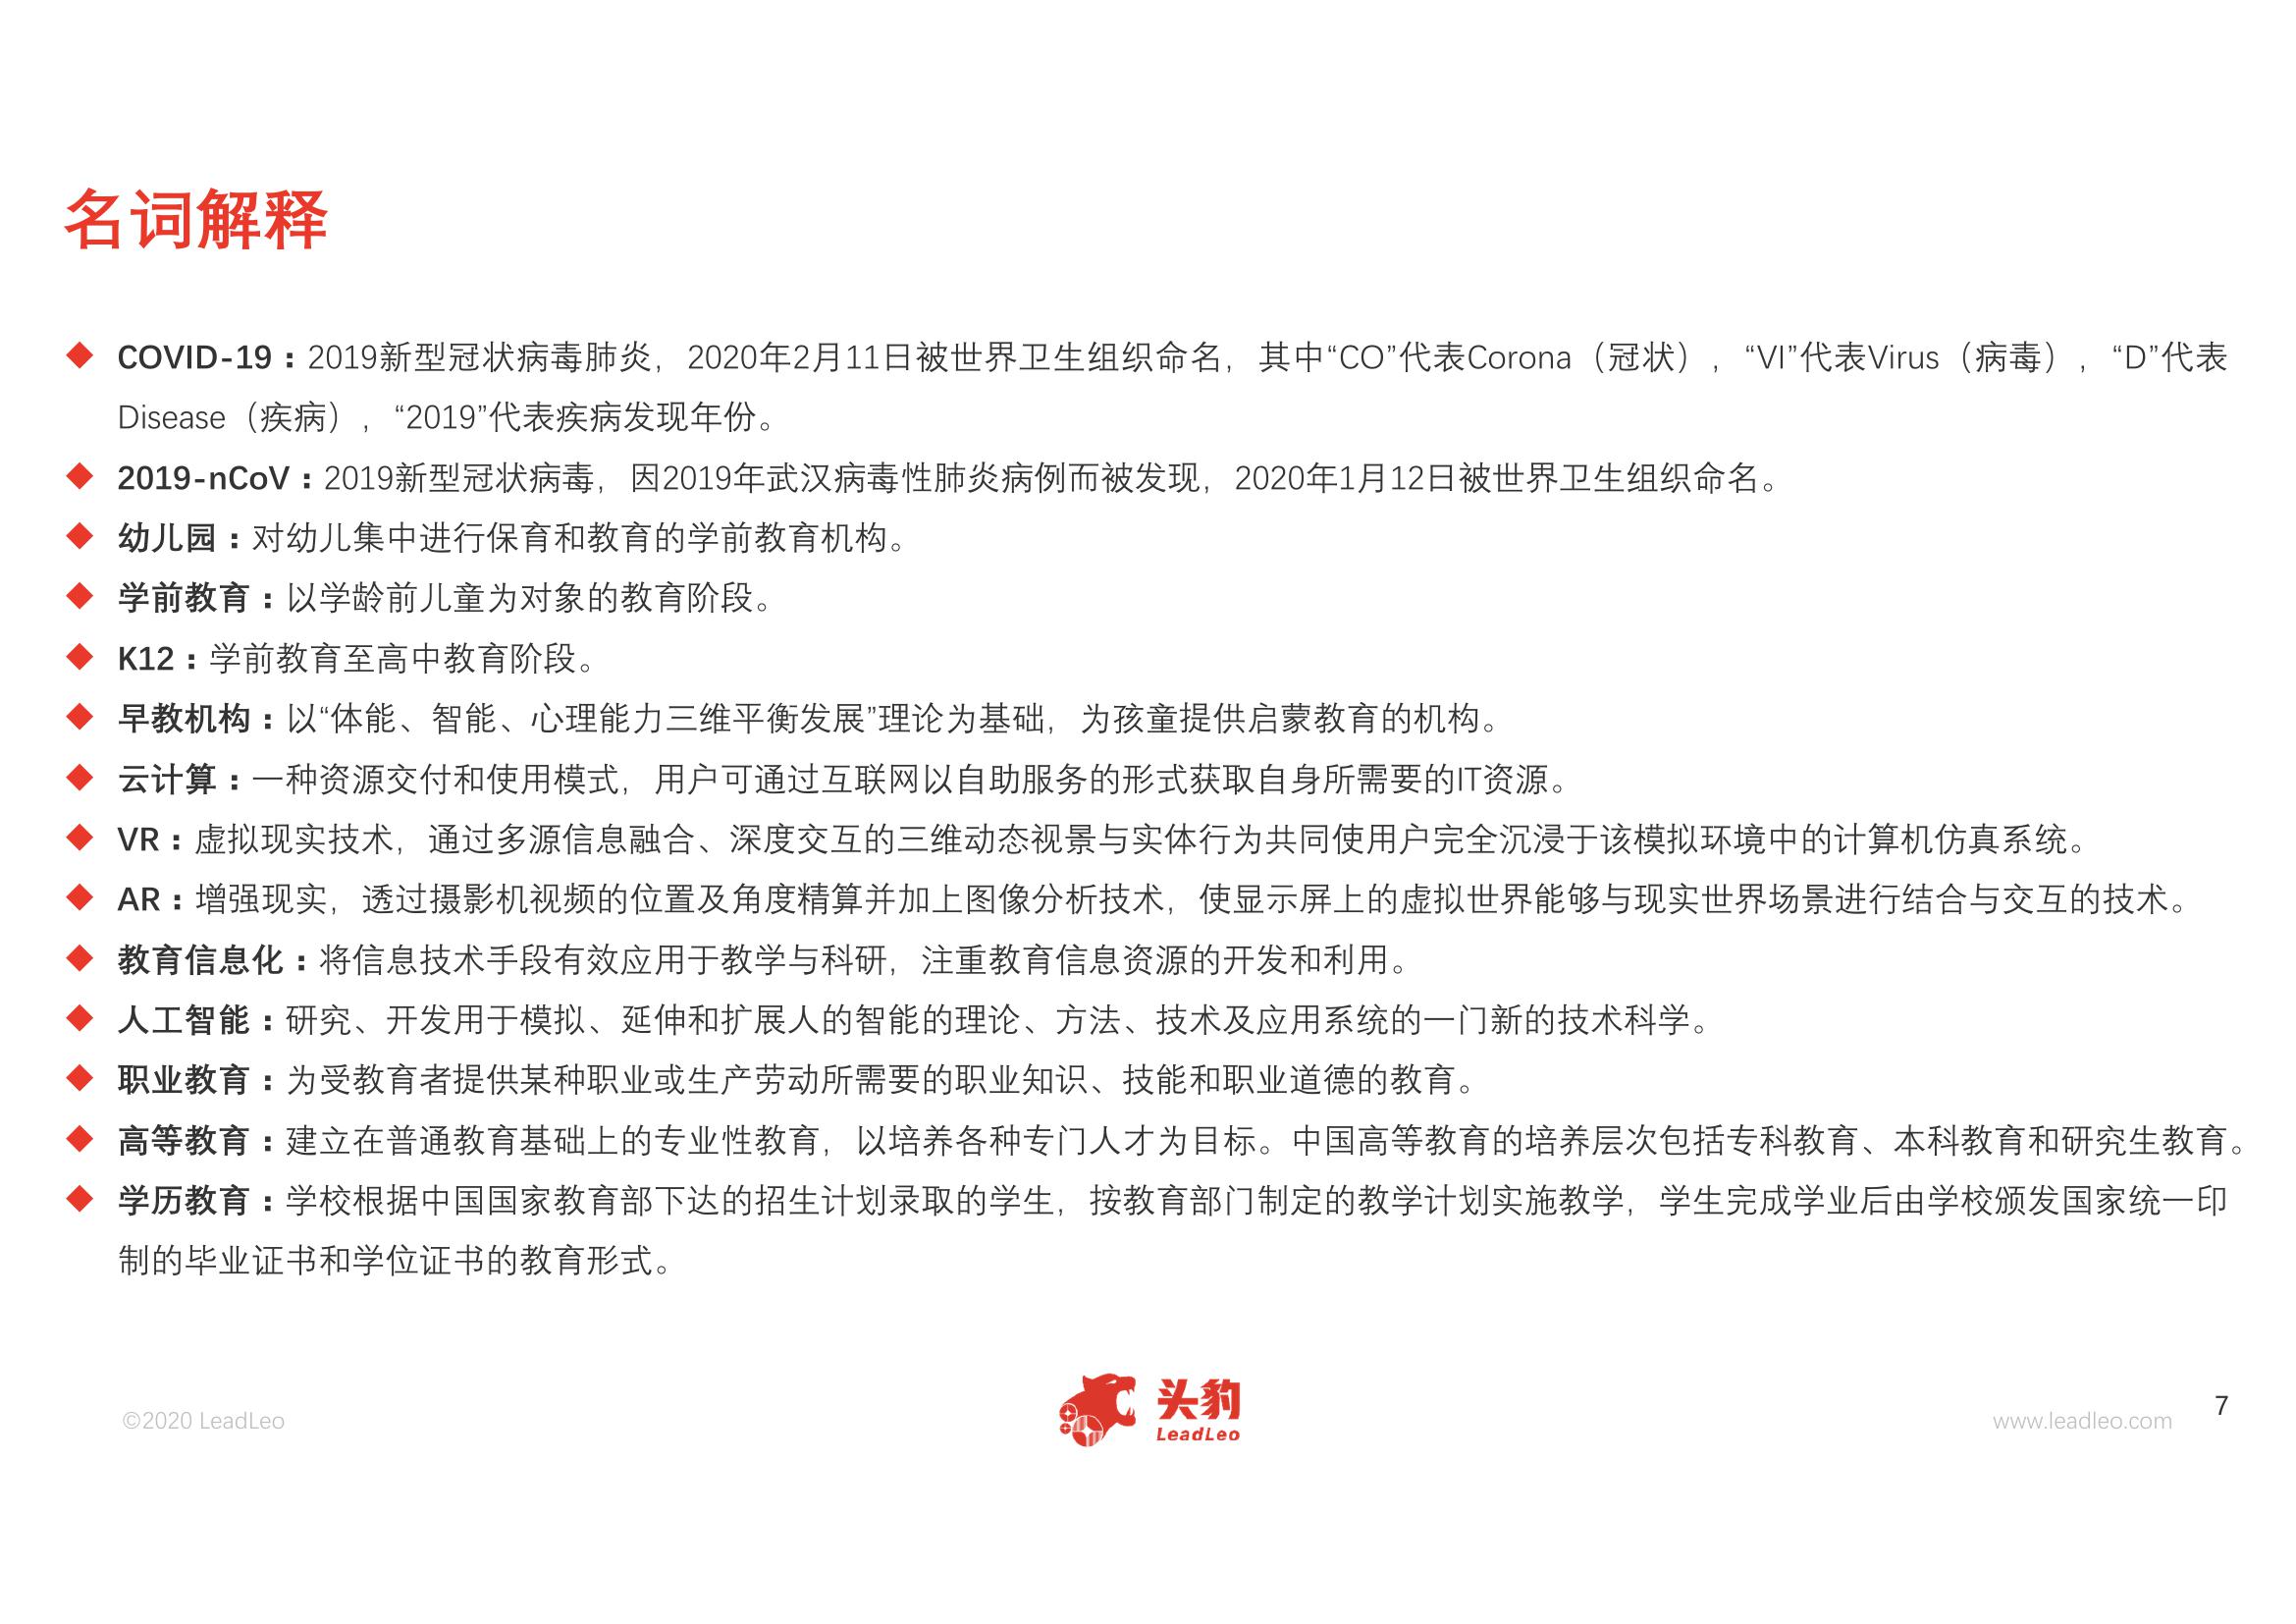 名词解释
◆ COVID-19：2019新型冠状病毒肺炎，2020年2月11日被世界卫生组织命名，其中“CO”代表Corona（冠状），“VI”代表Virus（病毒），“D”代表
Disease（疾病），“2019”代表疾病发现年份。
◆ 2019-nCoV：2019新型冠状病毒，因2019年武汉病毒性肺炎病例而被发现，2020年1月12日被世界卫生组织命名。
◆ 幼儿园：对幼儿集中进行保育和教育的学前教育机构。
◆ 学前教育：以学龄前儿童为对象的教育阶段。
◆ K12：学前教育至高中教育阶段。
◆ 早教机构：以“体能、智能、心理能力三维平衡发展”理论为基础，为孩童提供启蒙教育的机构。
◆ 云计算：一种资源交付和使用模式，用户可通过互联网以自助服务的形式获取自身所需要的IT资源。
◆ VR：虚拟现实技术，通过多源信息融合、深度交互的三维动态视景与实体行为共同使用户完全沉浸于该模拟环境中的计算机仿真系统。
◆ AR：增强现实，透过摄影机视频的位置及角度精算并加上图像分析技术，使显示屏上的虚拟世界能够与现实世界场景进行结合与交互的技术。
◆ 教育信息化：将信息技术手段有效应用于教学与科研，注重教育信息资源的开发和利用。
◆ 人工智能：研究、开发用于模拟、延伸和扩展人的智能的理论、方法、技术及应用系统的一门新的技术科学。
◆ 职业教育：为受教育者提供某种职业或生产劳动所需要的职业知识、技能和职业道德的教育。
◆ 高等教育：建立在普通教育基础上的专业性教育，以培养各种专门人才为目标。中国高等教育的培养层次包括专科教育、本科教育和研究生教育。
◆ 学历教育：学校根据中国国家教育部下达的招生计划录取的学生，按教育部门制定的教学计划实施教学，学生完成学业后由学校颁发国家统一印
制的毕业证书和学位证书的教育形式。
©2020 LeadLeo
头豹
LeadLeo
www.leadleo.com
7